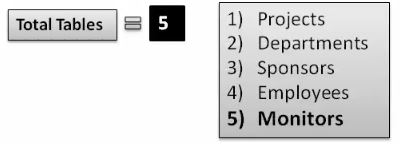 Total Tables = 5
1) Projects
2) Departments
3) Sponsors
4) Employees
5) Monitors